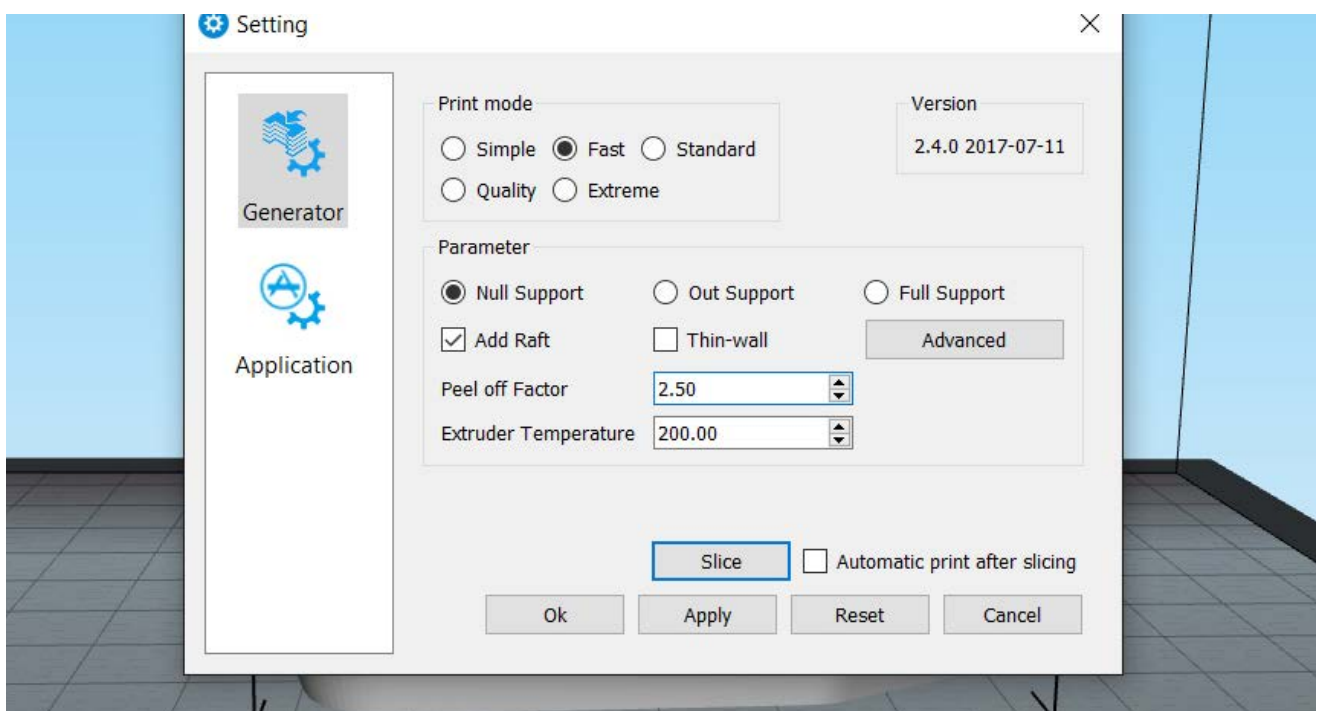 Setting
Generator
Application
Print mode
Simple Fast Standard
Quality Extreme
Version
2.4.0 2017-07-11
Parameter
Null Support Out Support Full Support
Add Raft Thin-wall Advanced
Peel off Factor 2.50
Extruder Temperature 200.00
Slice Automatic print after slicing
Ok Apply Reset Cancel